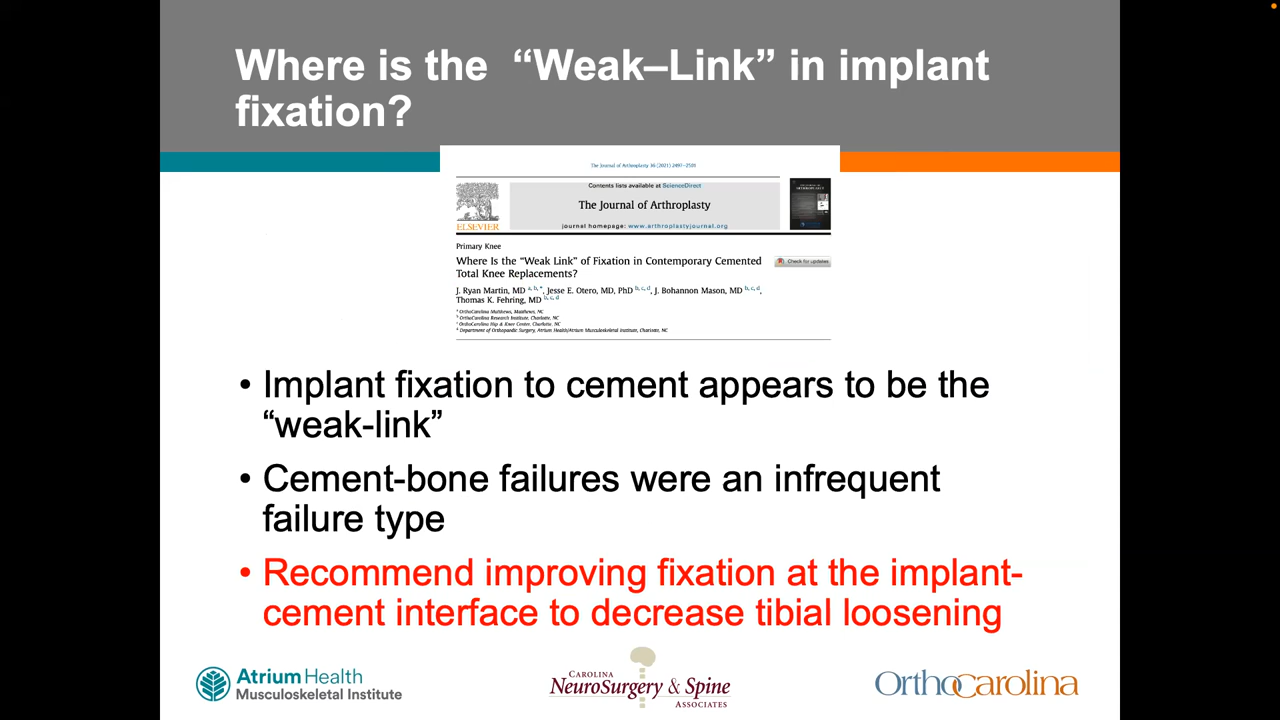 Where is the  “Weak–Link” in implant
fixation?
The Journal of Arthroplasty 36 (2021) 2497–2501
Contents lists available at ScienceDirect
The Journal of Arthroplasty
journal homepage: www.arthroplastyjournal.org
ELSEVIER
Primary Knee
Where Is the “Weak Link” of Fixation in Contemporary Cemented
Total Knee Replacements?
Check for updates
J. Ryan Martin, MD a, b, *, Jesse E. Otero, MD, PhD b, c, d, J. Bohannon Mason, MD b, c, d,
Thomas K. Fehring, MD b, c, d
a OrthoCarolina Matthews, Matthews, NC
b OrthoCarolina Research Institute, Charlotte, NC
c OrthoCarolina Hip & Knee Center, Charlotte, NC
d Department of Orthopaedic Surgery, Atrium Health/Atrium Musculoskeletal Institute, Charlotte, NC
• Implant fixation to cement appears to be the
“weak-link”
• Cement-bone failures were an infrequent
failure type
• Recommend improving fixation at the implant-
cement interface to decrease tibial loosening
Atrium Health
Musculoskeletal Institute
CAROLINA
NEUROSURGERY & SPINE
ASSOCIATES
OrthoCarolina